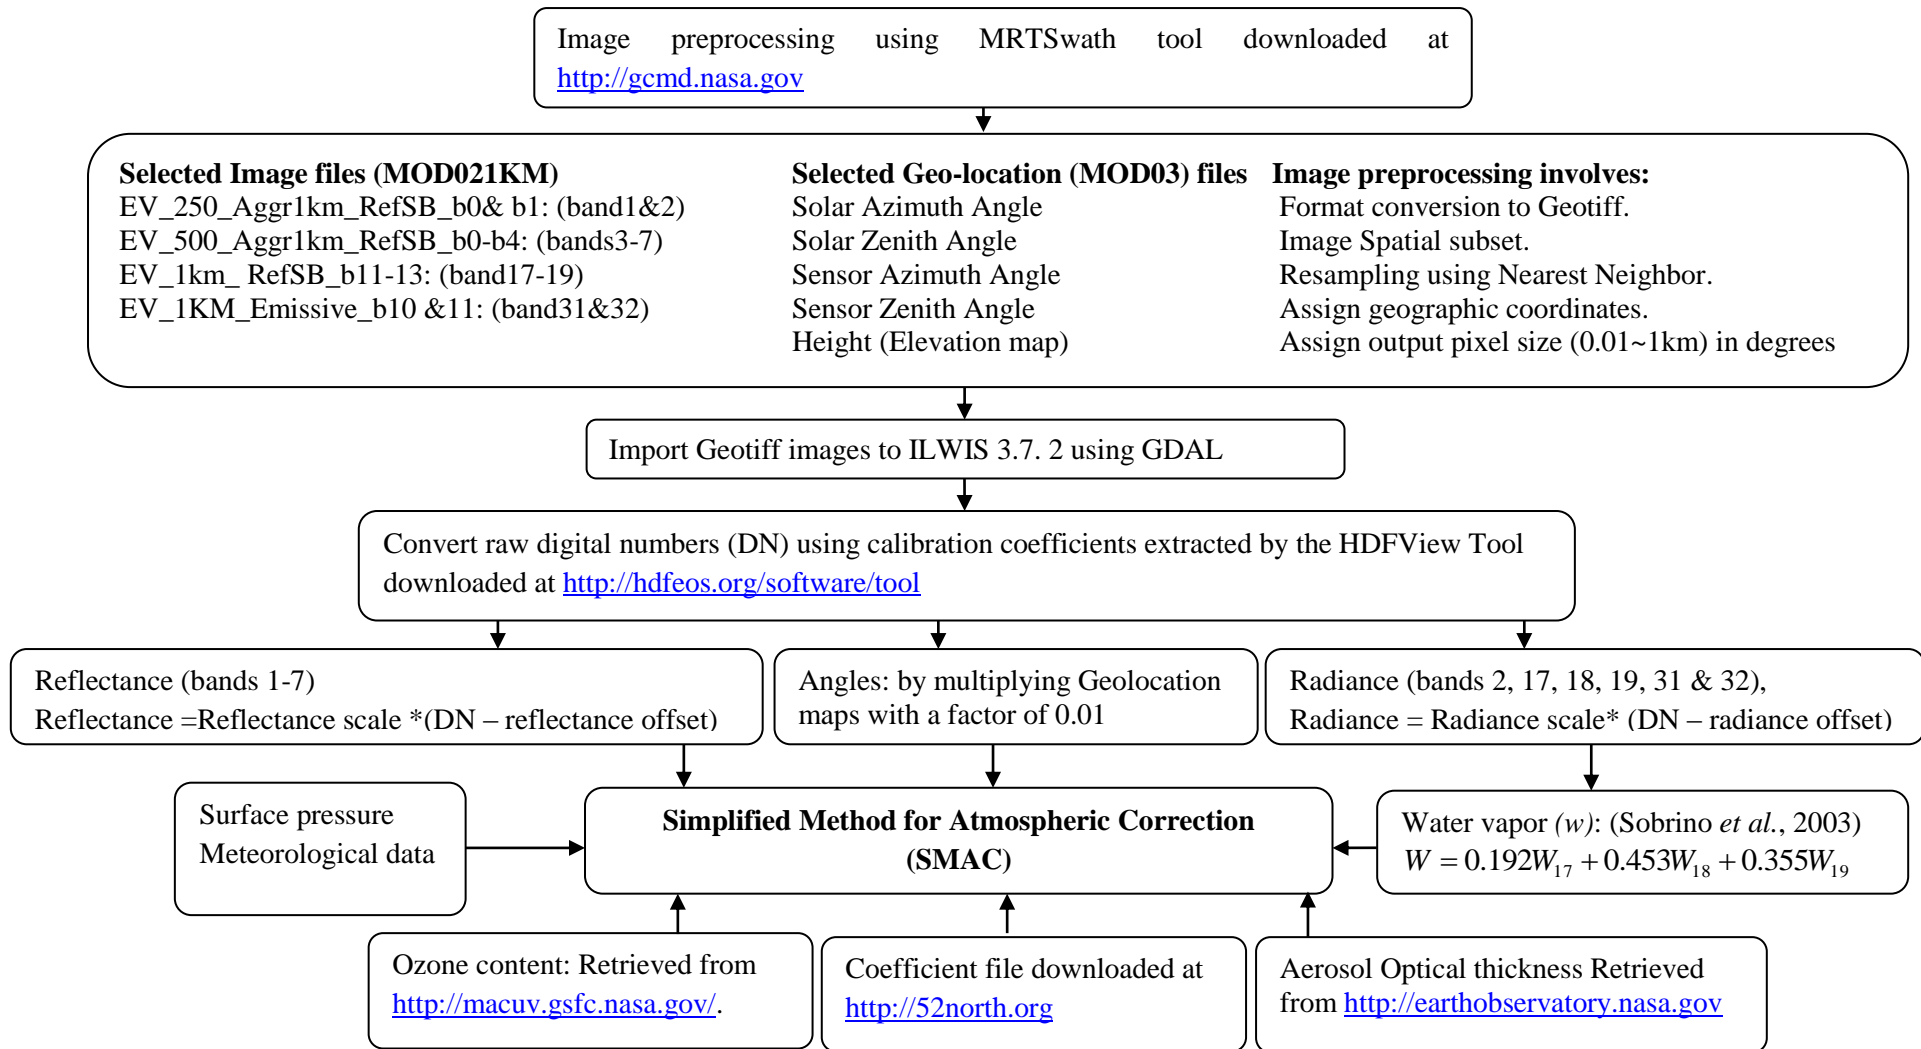 Image preprocessing using MRTSwath tool downloaded at
http://gcmd.nasa.gov
Selected Image files (MOD021KM)
EV_250_Aggr1km_RefSB_b0& b1: (band1&2)
EV_500_Aggr1km_RefSB_b0-b4: (bands3-7)
EV_1km_ RefSB_b11-13: (band17-19)
EV_1KM_Emissive_b10 &11: (band31&32)
Selected Geo-location (MOD03) files
Solar Azimuth Angle
Solar Zenith Angle
Sensor Azimuth Angle
Sensor Zenith Angle
Height (Elevation map)
Image preprocessing involves:
Format conversion to Geotiff.
Image Spatial subset.
Resampling using Nearest Neighbor.
Assign geographic coordinates.
Assign output pixel size (0.01~1km) in degrees
Import Geotiff images to ILWIS 3.7. 2 using GDAL
Convert raw digital numbers (DN) using calibration coefficients extracted by the HDFView Tool
downloaded at http://hdfeos.org/software/tool
Reflectance (bands 1-7)
Reflectance =Reflectance scale *(DN – reflectance offset)
Angles: by multiplying Geolocation
maps with a factor of 0.01
Radiance (bands 2, 17, 18, 19, 31 & 32),
Radiance = Radiance scale* (DN – radiance offset)
Surface pressure
Meteorological data
Simplified Method for Atmospheric Correction
(SMAC)
Water vapor (w): (Sobrino et al., 2003)
W = 0.192W₁₇ + 0.453W₁₈ + 0.355W₁₉
Ozone content: Retrieved from
http://macuv.gsfc.nasa.gov/.
Coefficient file downloaded at
http://52north.org
Aerosol Optical thickness Retrieved
from http://earthobservatory.nasa.gov